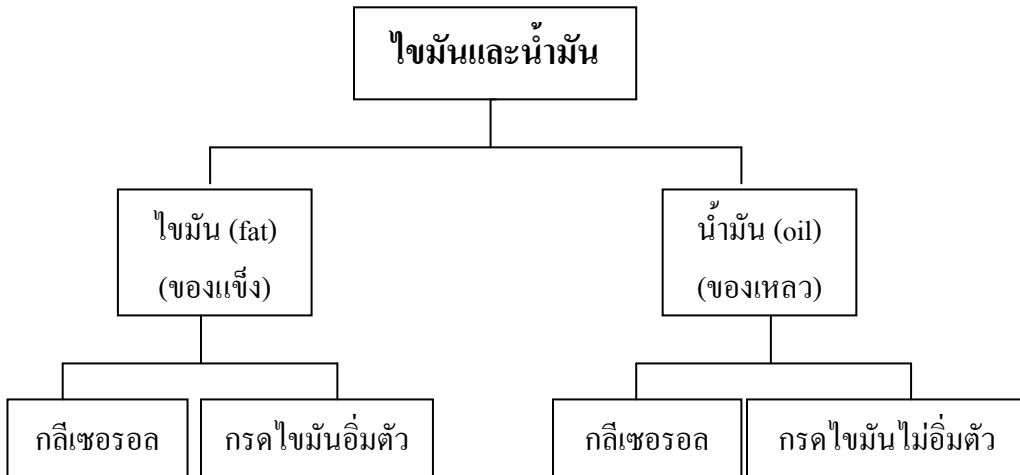 ไขมันและน้ำมัน
ไขมัน (fat)
(ของแข็ง)
น้ำมัน (oil)
(ของเหลว)
กลีเซอรอล
กรดไขมันอิ่มตัว
กลีเซอรอล
กรดไขมันไม่อิ่มตัว